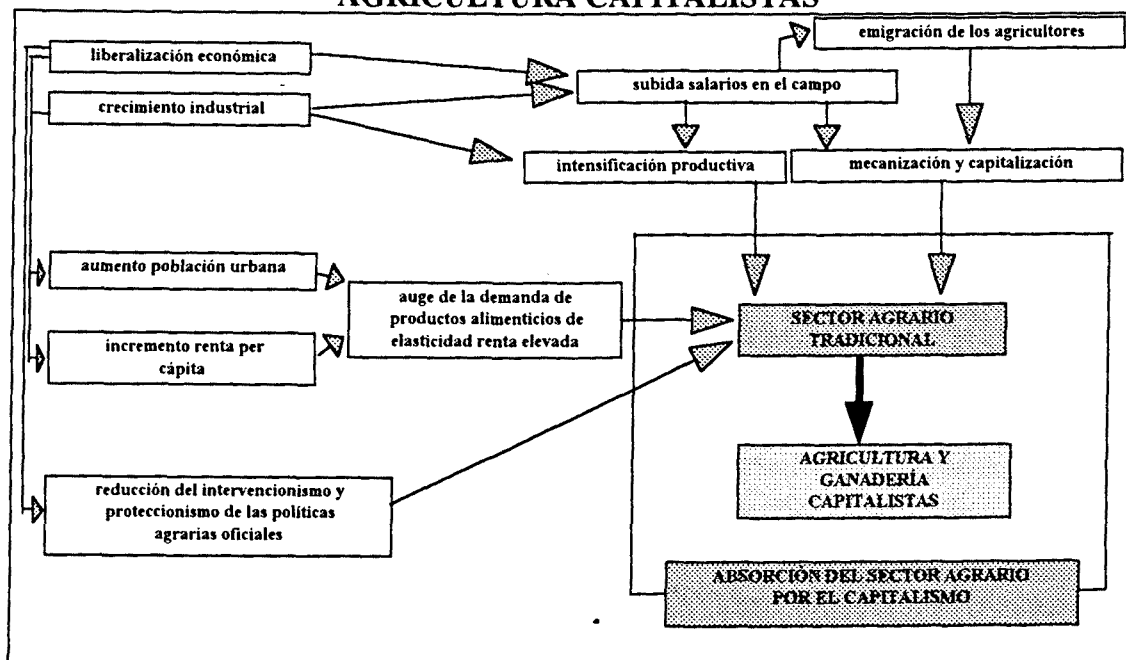 AGRICULTURA CAPITALISTAS
emigración de los agricultores
liberalización económica
subida salarios en el campo
crecimiento industrial
intensificación productiva
mecanización y capitalización
aumento población urbana
auge de la demanda de
productos alimenticios de
elasticidad renta elevada
SECTOR AGRARIO
TRADICIONAL
incremento renta per
cápita
AGRICULTURA Y
GANADERÍA
CAPITALISTAS
reducción del intervencionismo y
proteccionismo de las políticas
agrarias oficiales
ABSORCIÓN DEL SECTOR AGRARIO
POR EL CAPITALISMO